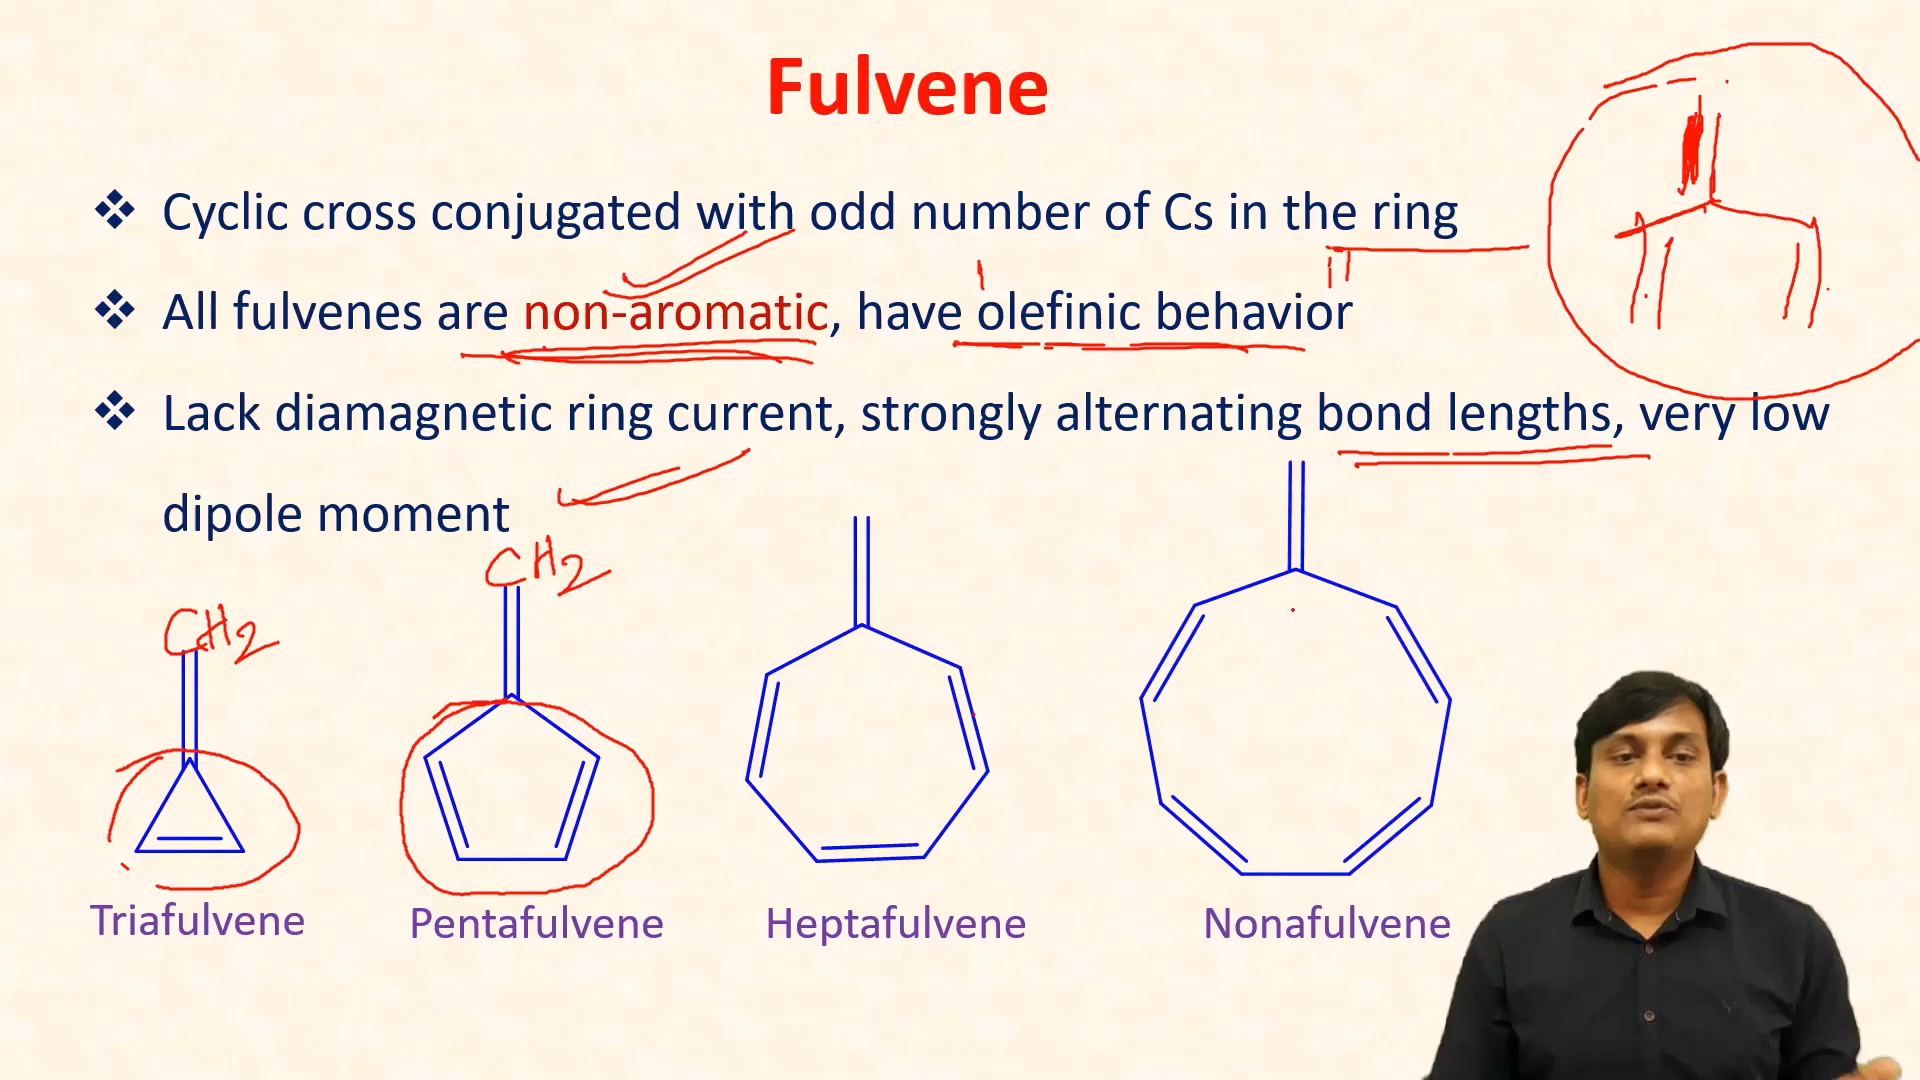 Fulvene
❖ Cyclic cross conjugated with odd number of Cs in the ring
❖ All fulvenes are non-aromatic, have olefinic behavior
❖ Lack diamagnetic ring current, strongly alternating bond lengths, very low
dipole moment
CH2
CH2
Triafulvene
Pentafulvene
Heptafulvene
Nonafulvene